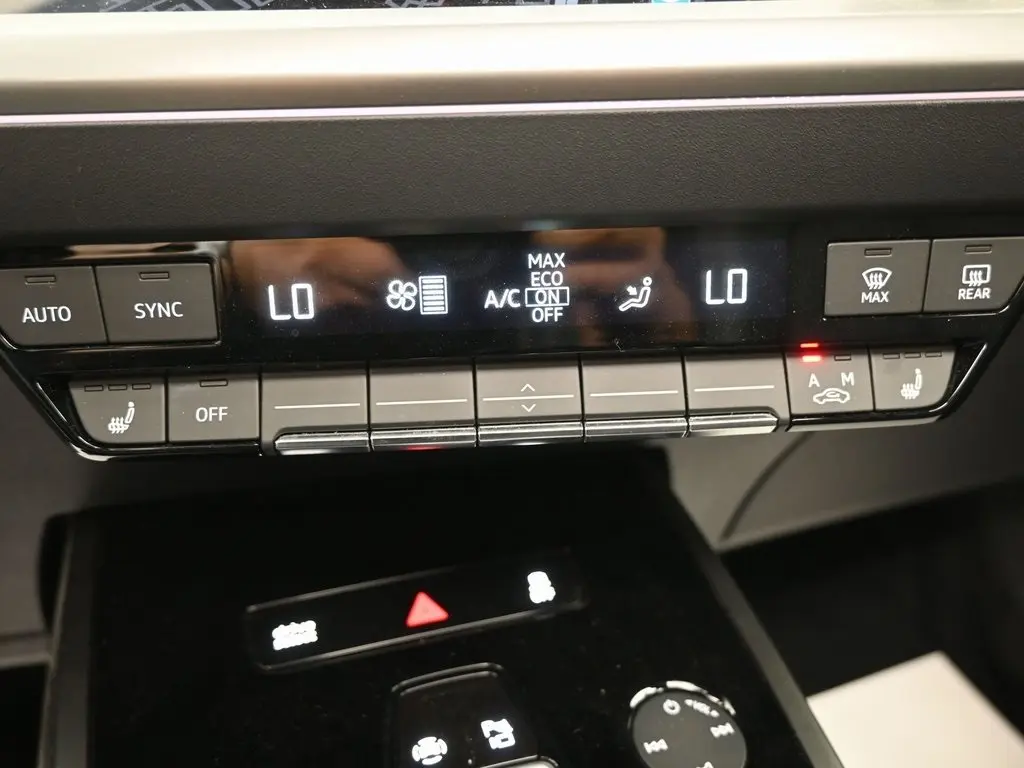 AUTO
SYNC
LO
A/C
MAX
ECO
ON
OFF
LO
MAX
REAR
OFF
A M